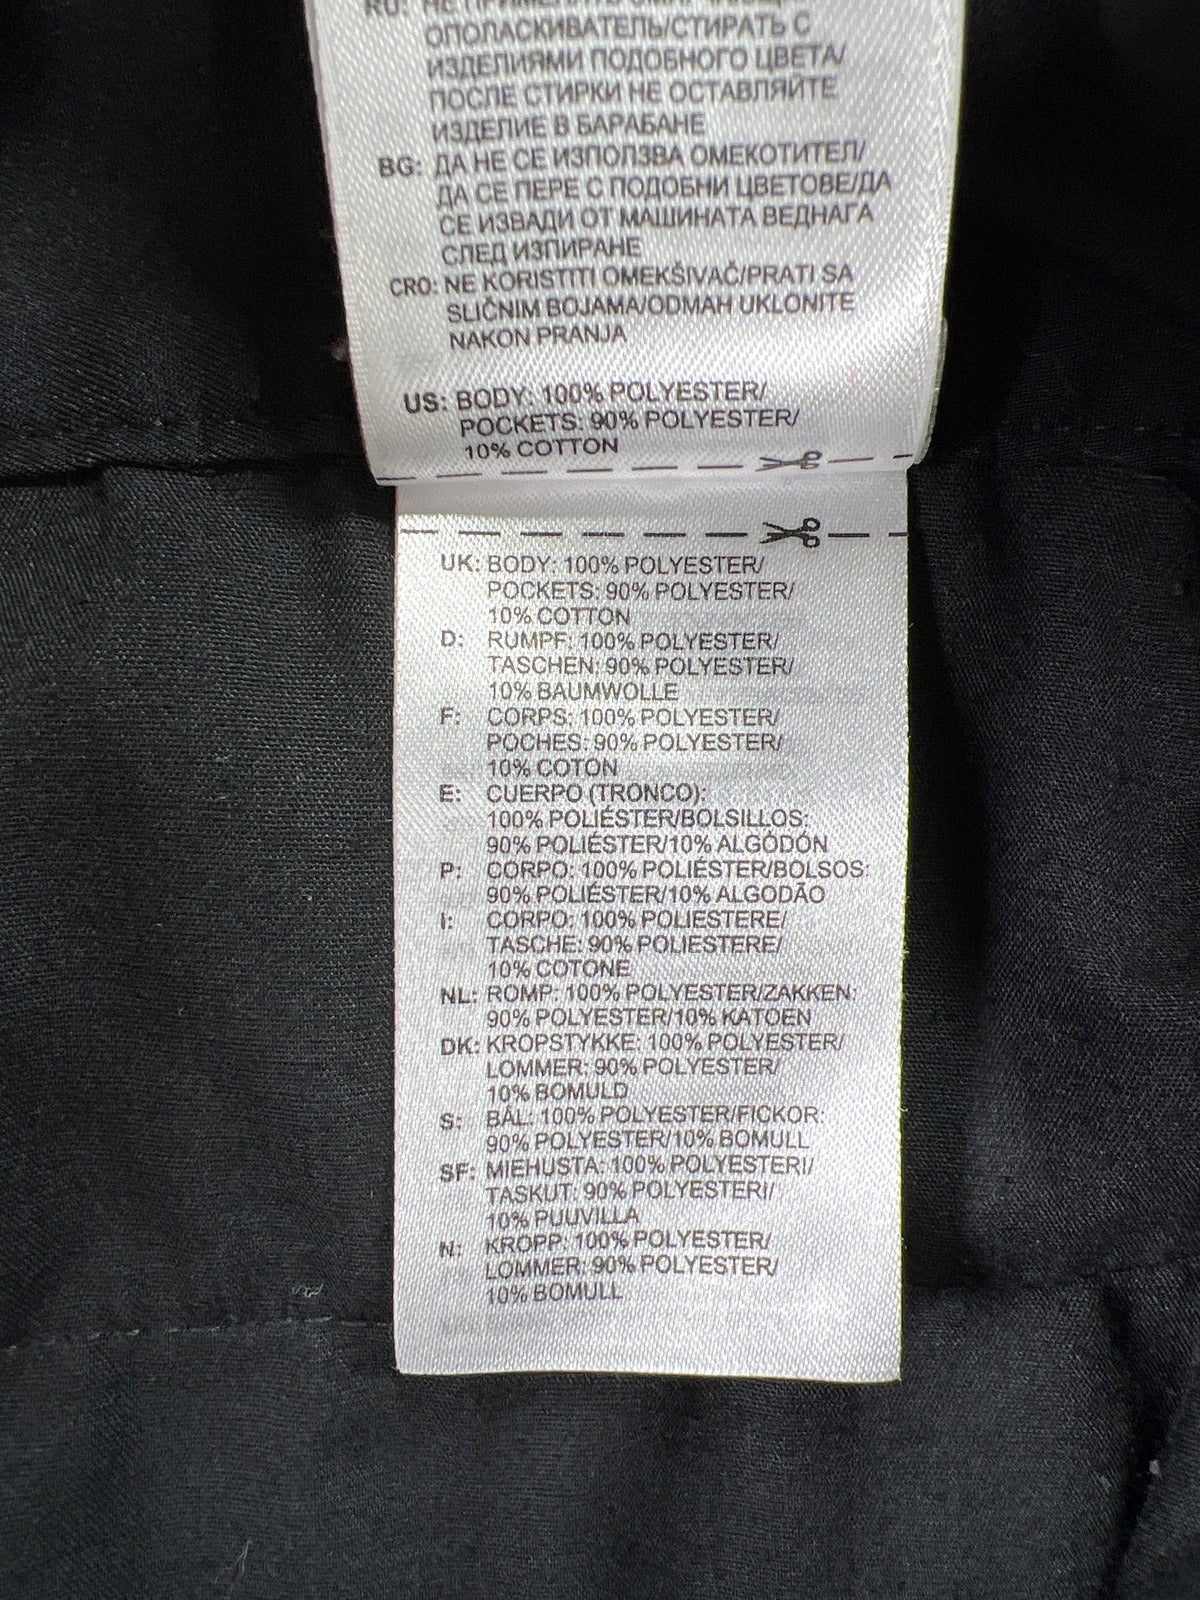 RU: НЕ ПРИМЕНЯТЬ СМЯГЧАЮЩ
ОПОЛАСКИВАТЕЛЬ/СТИРАТЬ С
ИЗДЕЛИЯМИ ПОДОБНОГО ЦВЕТА/
ПОСЛЕ СТИРКИ НЕ ОСТАВЛЯЙТЕ
ИЗДЕЛИЕ В БАРАБАНЕ
BG: ДА НЕ СЕ ИЗПОЛЗВА ОМЕКОТИТЕЛ/
ДА СЕ ПЕРЕ С ПОДОБНИ ЦВЕТОВЕ/ДА
СЕ ИЗВАДИ ОТ МАШИНАТА ВЕДНАГА
СЛЕД ИЗПИРАНЕ
CRO: NE KORISTITI OMEKŠIVAČ/PRATI SA
SLIČNIM BOJAMA/ODMAH UKLONITE
NAKON PRANJA
US: BODY: 100% POLYESTER/
POCKETS: 90% POLYESTER/
10% COTTON
UK: BODY: 100% POLYESTER/
POCKETS: 90% POLYESTER/
10% COTTON
D: RUMPF: 100% POLYESTER/
TASCHEN: 90% POLYESTER/
10% BAUMWOLLE
F: CORPS: 100% POLYESTER/
POCHES: 90% POLYESTER/
10% COTON
E: CUERPO (TRONCO):
100% POLIÉSTER/BOLSILLOS:
90% POLIÉSTER/10% ALGÓDÓN
P: CORPO: 100% POLIÉSTER/BOLSOS:
90% POLIÉSTER/10% ALGODÃO
I: CORPO: 100% POLIESTERE/
TASCHE: 90% POLIESTERE/
10% COTONE
NL: ROMP: 100% POLYESTER/ZAKKEN:
90% POLYESTER/10% KATOEN
DK: KROPSTYKKE: 100% POLYESTER/
LOMMER: 90% POLYESTER/
10% BOMULD
S: BÅL: 100% POLYESTER/FICKOR:
90% POLYESTER/10% BOMULL
SF: MIEHUSTA: 100% POLYESTERI/
TASKUT: 90% POLYESTERI/
10% PUUVILLA
N: KROPP: 100% POLYESTER/
LOMMER: 90% POLYESTER/
10% BOMULL